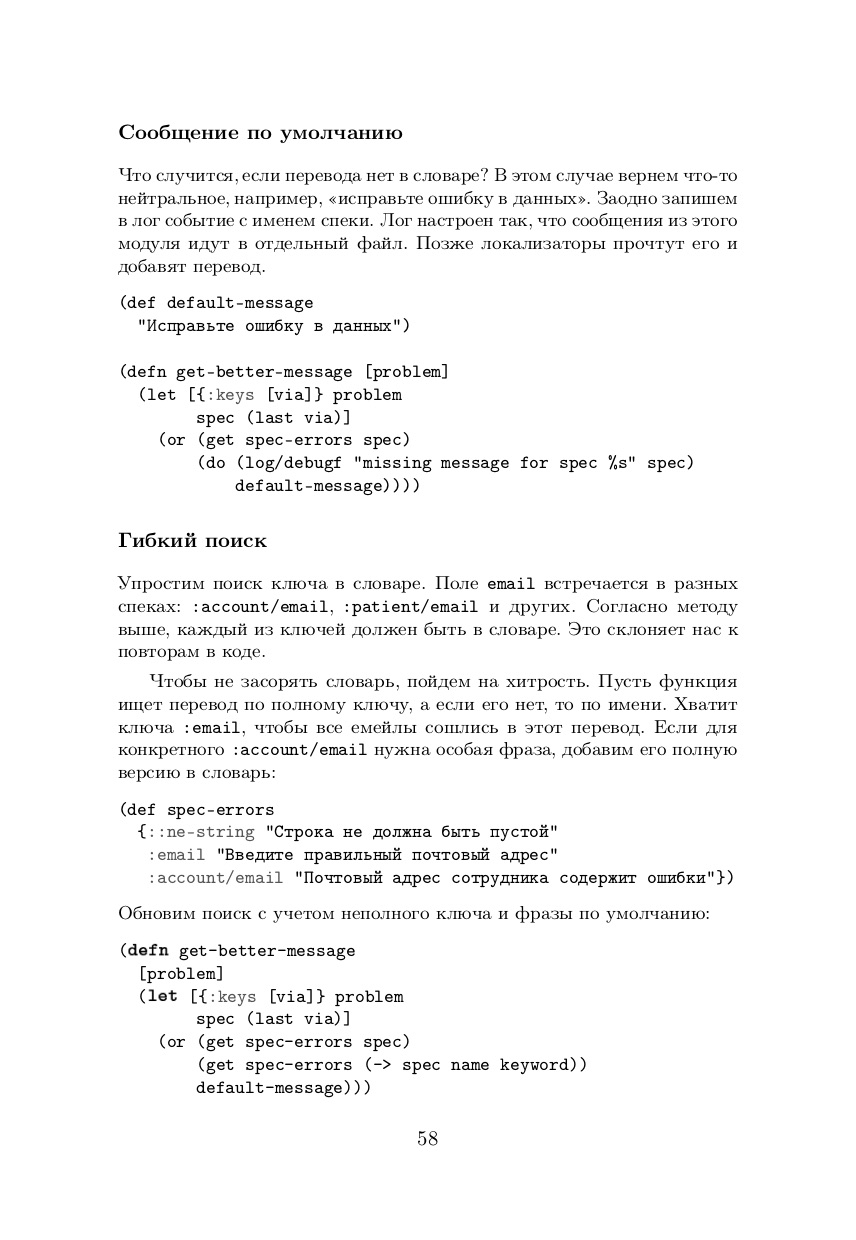 Сообщение по умолчанию
Что случится, если перевода нет в словаре? В этом случае вернем что-то
нейтральное, например, «исправьте ошибку в данных». Заодно запишем
в лог событие с именем спеки. Лог настроен так, что сообщения из этого
модуля идут в отдельный файл. Позже локализаторы прочтут его и
добавят перевод.
(def default-message
  "Исправьте ошибку в данных")
(defn get-better-message [problem]
  (let [{:keys [via]} problem
        spec (last via)]
    (or (get spec-errors spec)
        (do (log/debugf "missing message for spec %s" spec)
            default-message))))
Гибкий поиск
Упростим поиск ключа в словаре. Поле email встречается в разных
спеках: :account/email, :patient/email и других. Согласно методу
выше, каждый из ключей должен быть в словаре. Это склоняет нас к
повторам в коде.
Чтобы не засорять словарь, пойдем на хитрость. Пусть функция
ищет перевод по полному ключу, а если его нет, то по имени. Хватит
ключа :email, чтобы все емейлы сошлись в этот перевод. Если для
конкретного :account/email нужна особая фраза, добавим его полную
версию в словарь:
(def spec-errors
  {::ne-string "Строка не должна быть пустой"
   :email "Введите правильный почтовый адрес"
   :account/email "Почтовый адрес сотрудника содержит ошибки"})
Обновим поиск с учетом неполного ключа и фразы по умолчанию:
(defn get-better-message
  [problem]
  (let [{:keys [via]} problem
        spec (last via)]
    (or (get spec-errors spec)
        (get spec-errors (-> spec name keyword))
        default-message)))
58